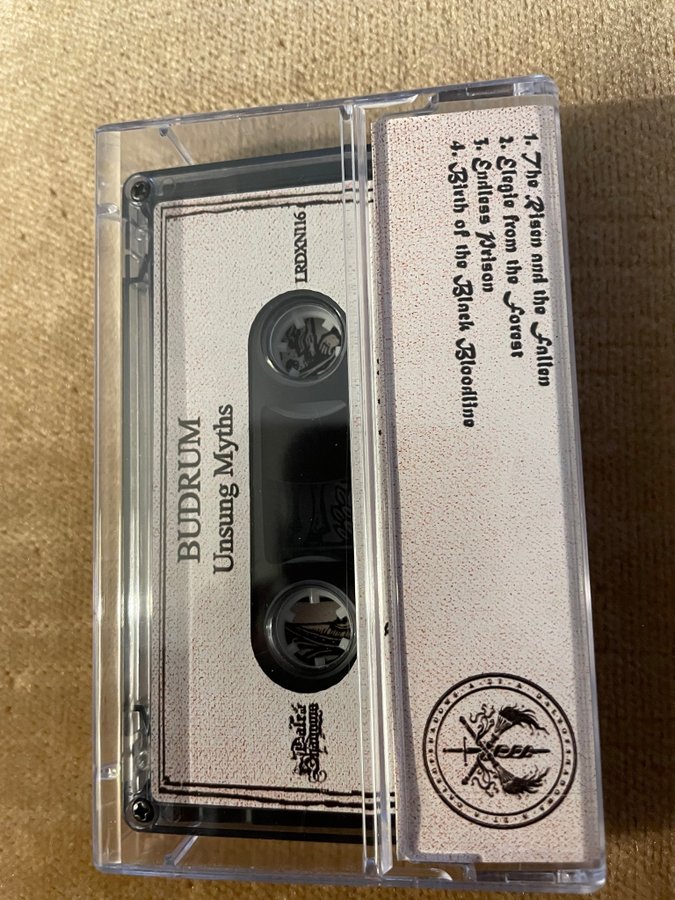 BUDRUM
Unsung Myths
LRDXN116
1. The Risen and the Fallen
2. Elegie from the Forest
3. Endless Prison
4. Birth of the Black Bloodline